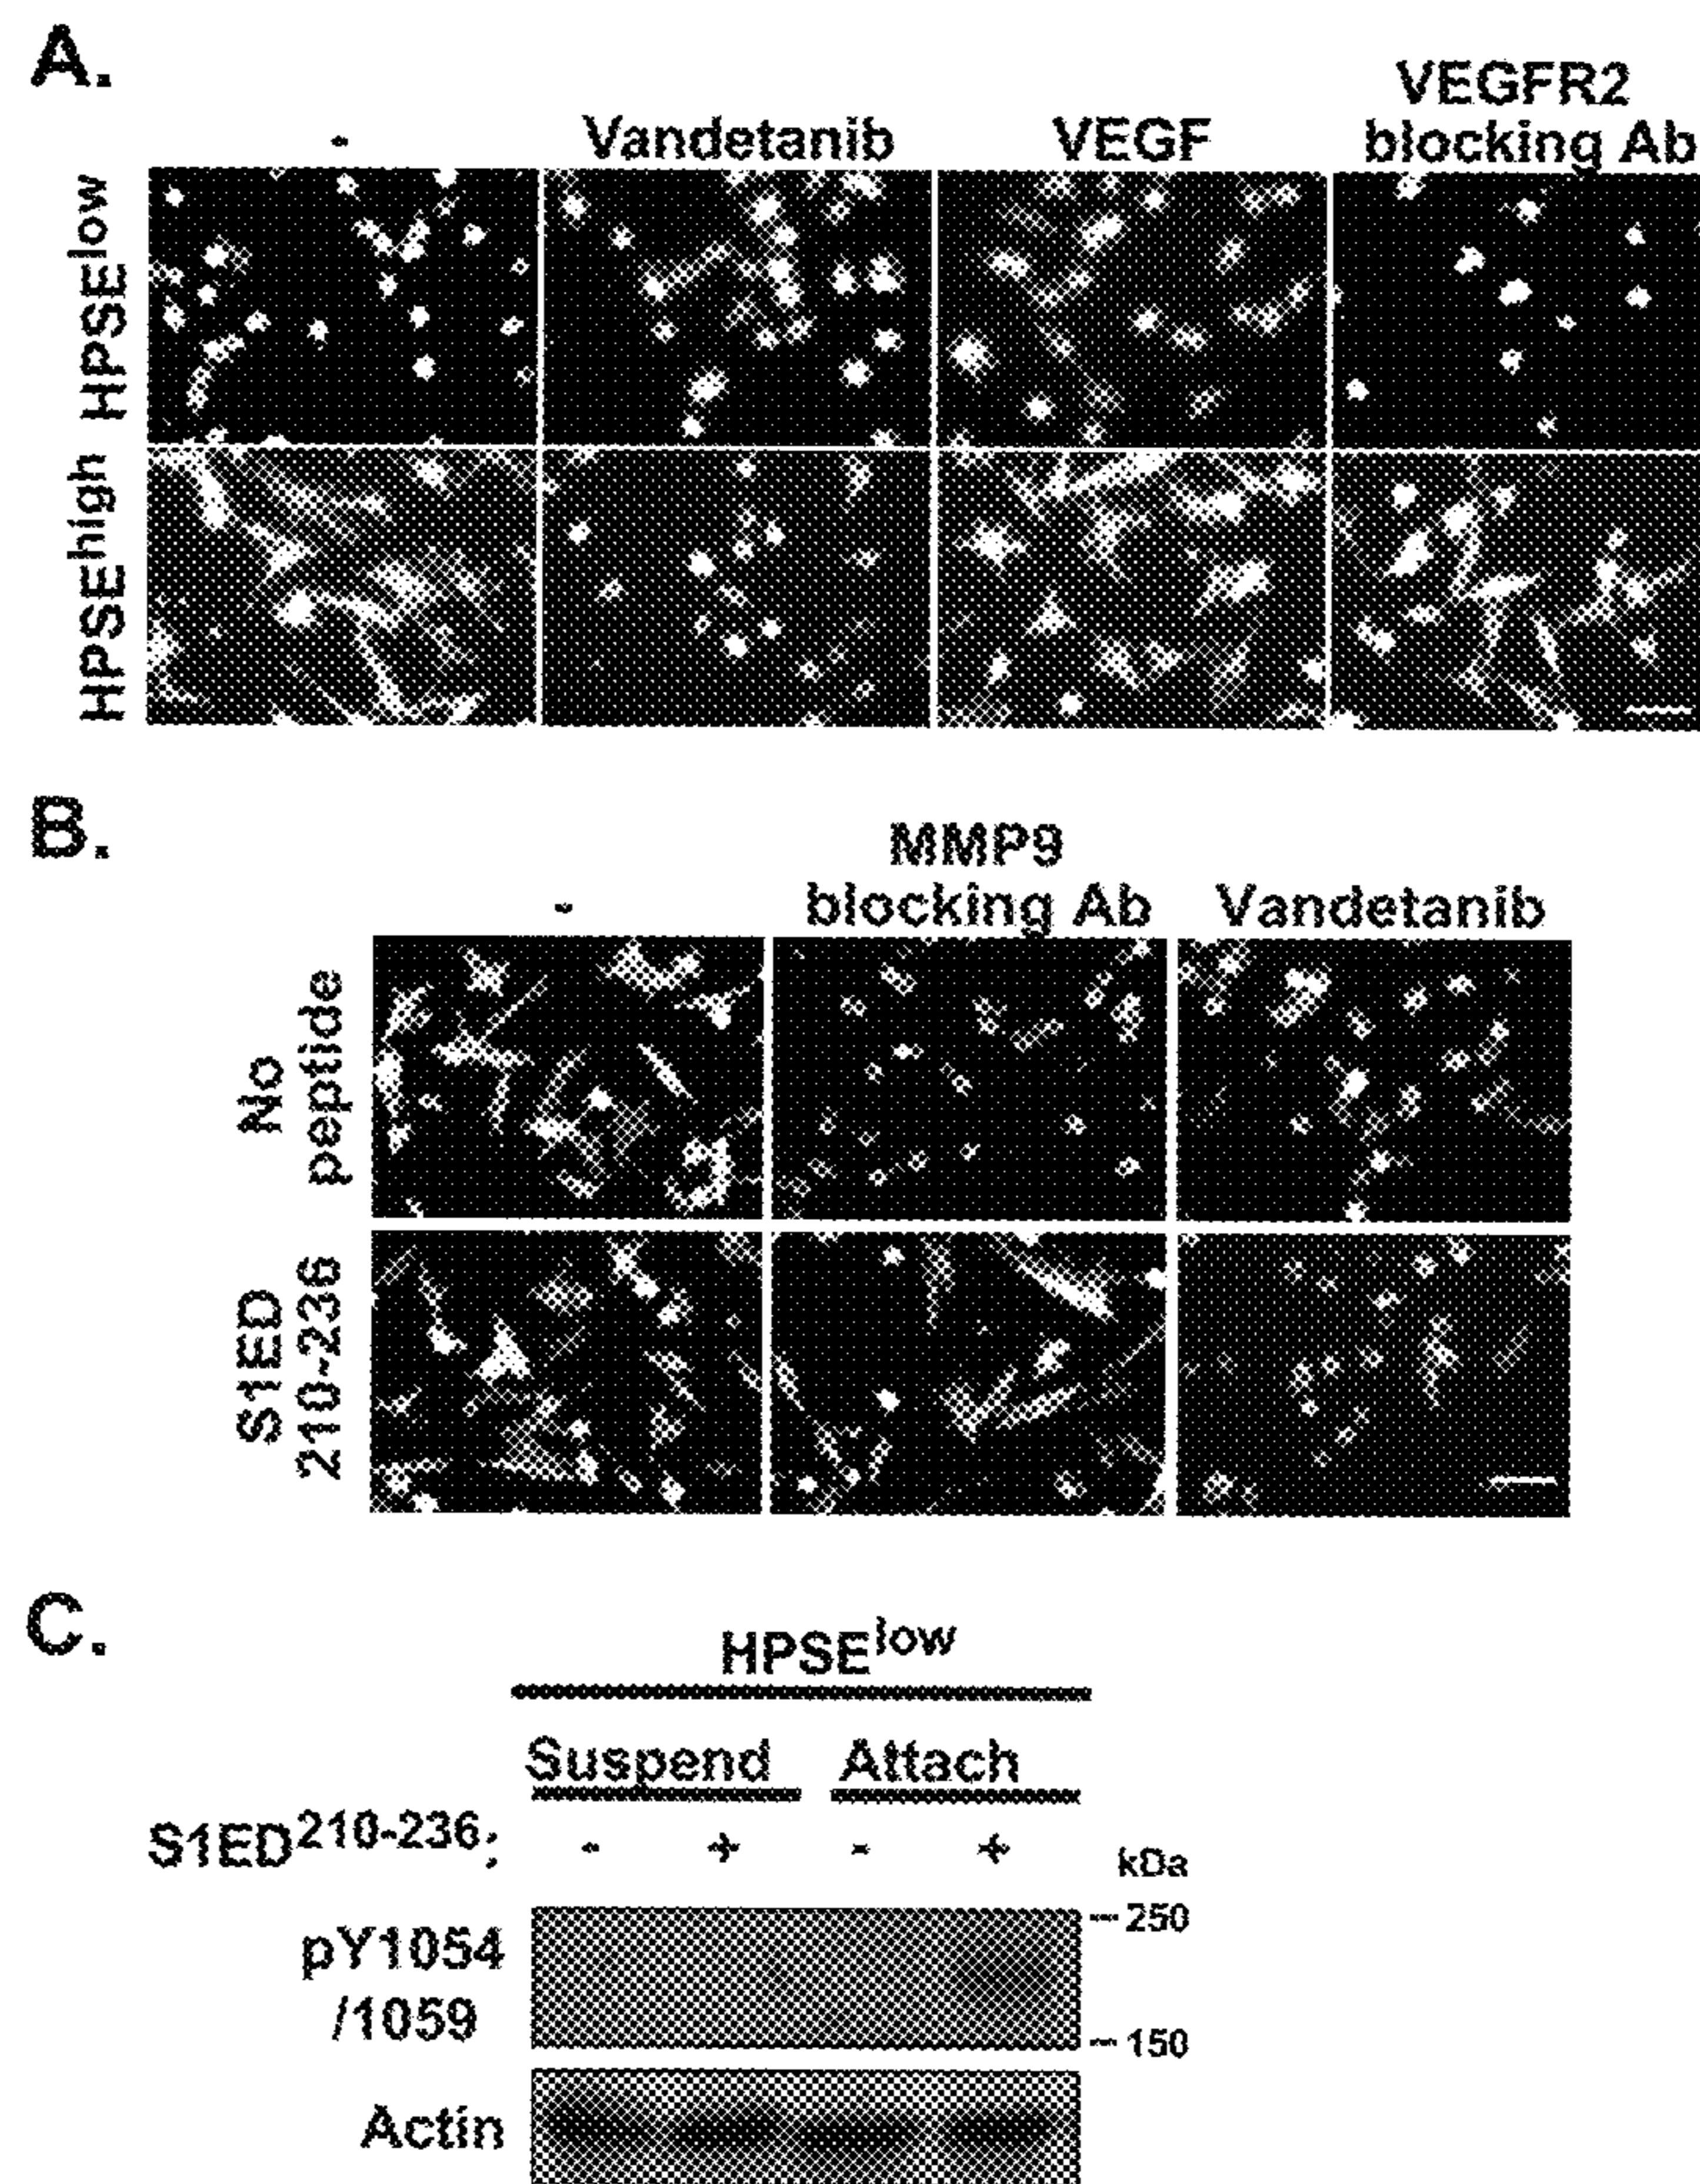 A.
-
Vandetanib
VEGF
VEGFR2
blocking Ab
HPSElow
HPSEhigh
B.
-
MMP9
blocking Ab
Vandetanib
No
peptide
S1ED
210-236
C.
HPSElow
Suspend
Attach
S1ED210-236:
- + - +
kDa
250
pY1054
/1059
150
Actin